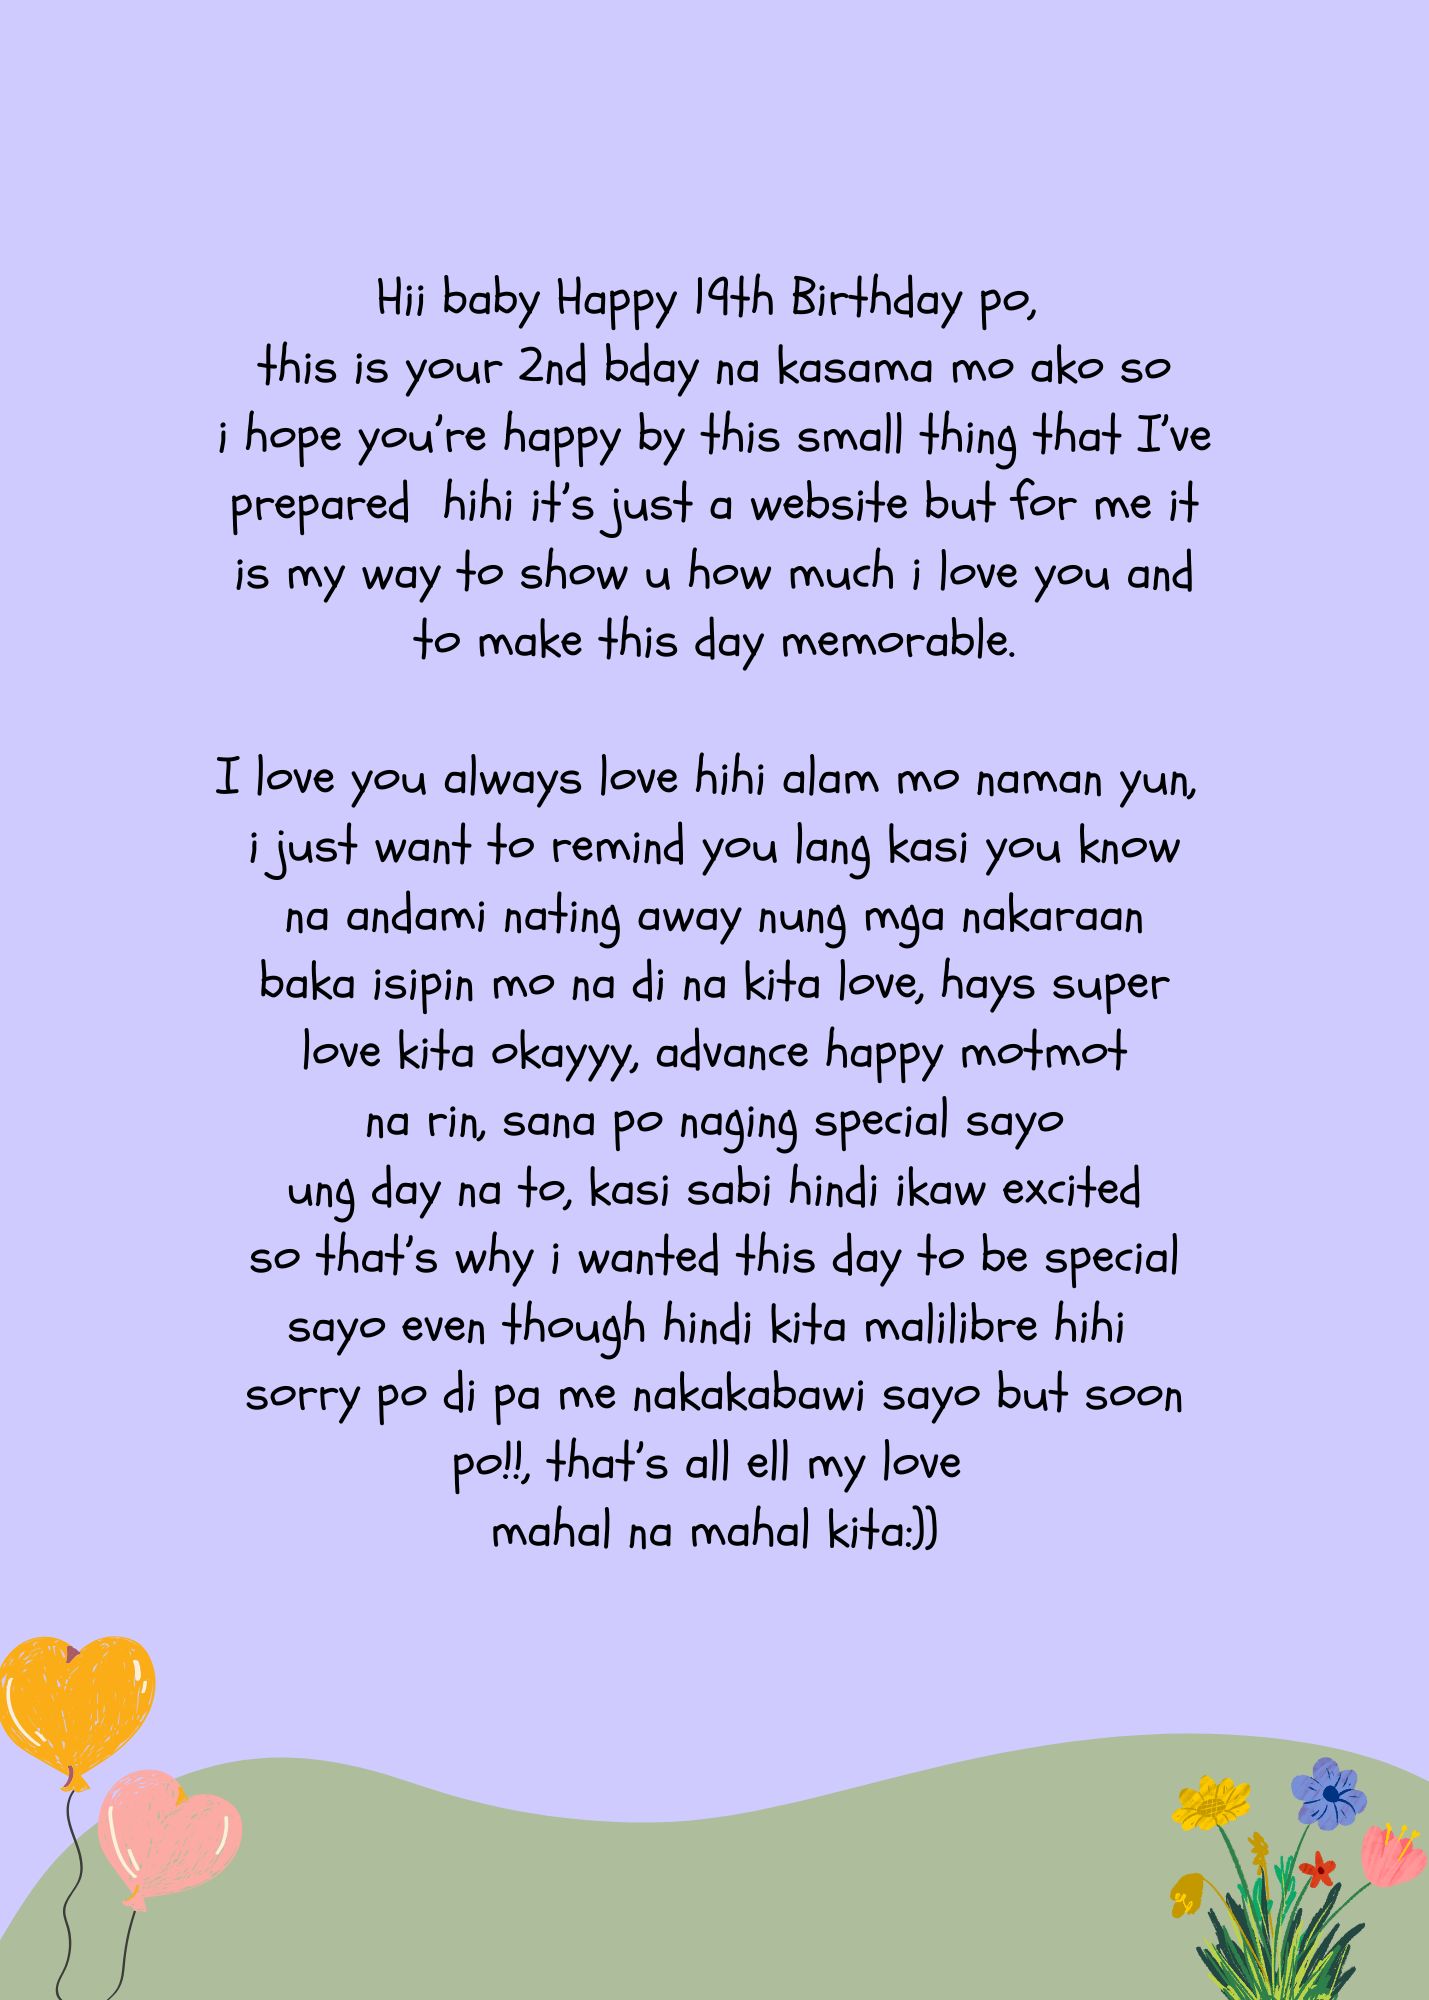 Hii baby Happy 19th Birthday po,
this is your 2nd bday na kasama mo ako so
i hope you're happy by this small thing that I've
prepared  hihi it's just a website but for me it
is my way to show u how much i love you and
to make this day memorable.

I love you always love hihi alam mo naman yun,
i just want to remind you lang kasi you know
na andami nating away nung mga nakaraan
baka isipin mo na di na kita love, hays super
love kita okayyy, advance happy motmot
na rin, sana po naging special sayo
ung day na to, kasi sabi hindi ikaw excited
so that's why i wanted this day to be special
sayo even though hindi kita malilibre hihi
sorry po di pa me nakakabawi sayo but soon
po!!, that's all ell my love
mahal na mahal kita:))